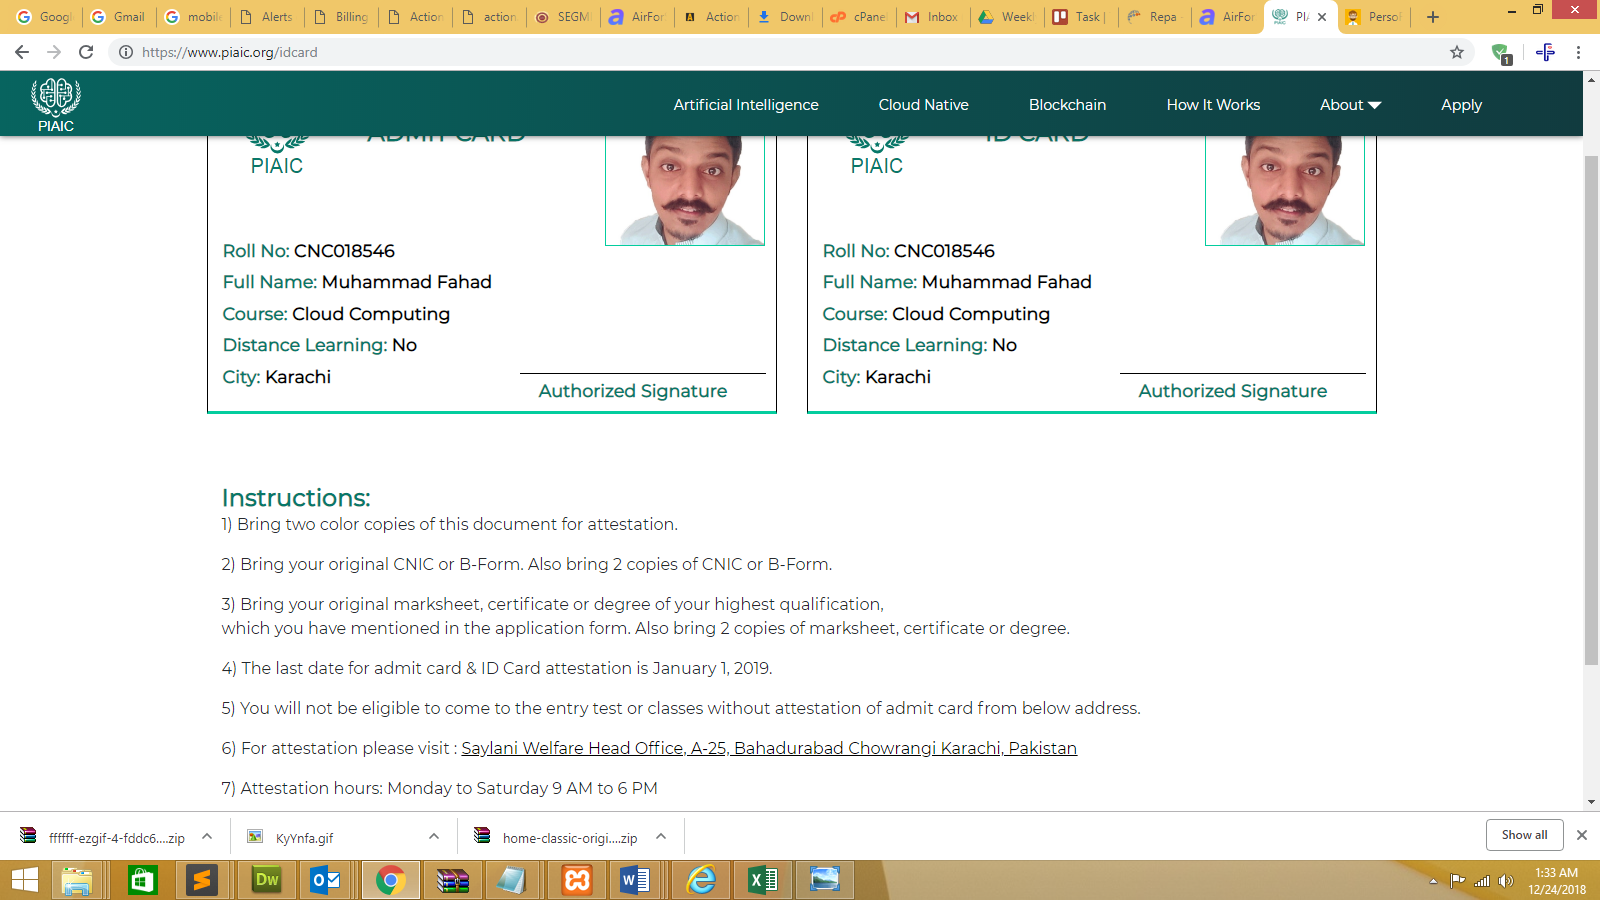 Googl
Gmail
mobile
Alerts
Billing
Action
action
SEGM
AirFor
Action
Downl
cPanel
Inbox
Weekl
Task |
Repa
AirFor
PIA
PersoF
https://www.piaic.org/idcard
1
PIAIC
Artificial Intelligence
Cloud Native
Blockchain
How It Works
About
Apply
ADMIT CARD
PIAIC
Roll No: CNC018546
Full Name: Muhammad Fahad
Course: Cloud Computing
Distance Learning: No
City: Karachi
Authorized Signature
ID CARD
PIAIC
Roll No: CNC018546
Full Name: Muhammad Fahad
Course: Cloud Computing
Distance Learning: No
City: Karachi
Authorized Signature
Instructions:
1) Bring two color copies of this document for attestation.
2) Bring your original CNIC or B-Form. Also bring 2 copies of CNIC or B-Form.
3) Bring your original marksheet, certificate or degree of your highest qualification,
which you have mentioned in the application form. Also bring 2 copies of marksheet, certificate or degree.
4) The last date for admit card & ID Card attestation is January 1, 2019.
5) You will not be eligible to come to the entry test or classes without attestation of admit card from below address.
6) For attestation please visit : Saylani Welfare Head Office, A-25, Bahadurabad Chowrangi Karachi, Pakistan
7) Attestation hours: Monday to Saturday 9 AM to 6 PM
ffffff-ezgif-4-fddc6....zip
KyYnfa.gif
home-classic-origi....zip
Show all
Dw
1:33 AM
12/24/2018